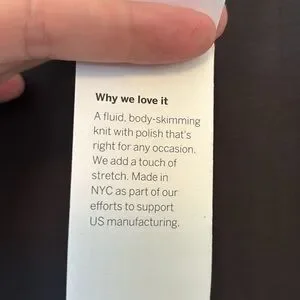 Why we love it
A fluid, body-skimming
knit with polish that's
right for any occasion.
We add a touch of
stretch. Made in
NYC as part of our
efforts to support
US manufacturing.